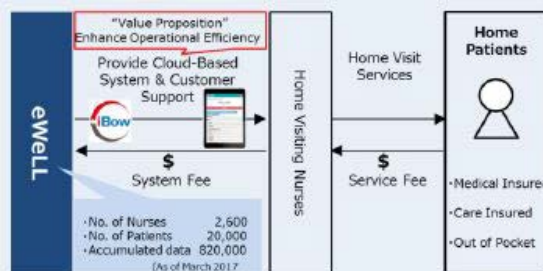 "Value Proposition"
Enhance Operational Efficiency
Provide Cloud-Based
System & Customer
Support
eWeLL
iBow
$
System Fee
·No. of Nurses 2,600
·No. of Patients 20,000
·Accumulated data 820,000
(As of March 2017
Home Visiting Nurses
Home Visit
Services
$
Service Fee
Home
Patients
·Medical Insured
·Care Insured
·Out of Pocket